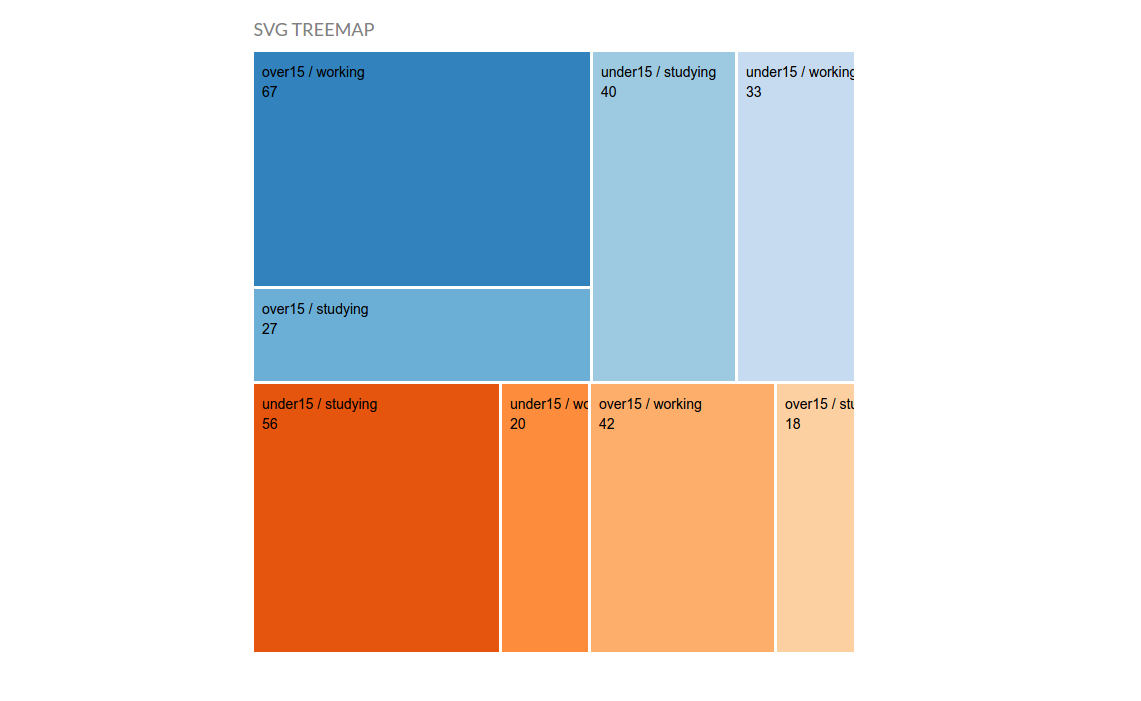 SVG TREEMAP
over15 / working
67
under15 / studying
40
under15 / working
33
over15 / studying
27
under15 / studying
56
under15 / wo
20
over15 / working
42
over15 / stu
18